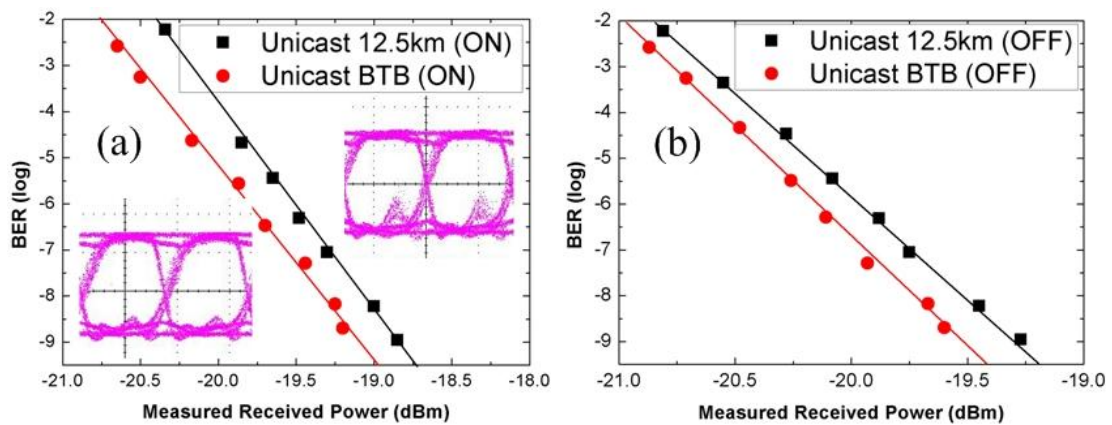 -2
-3
-4
-5
-6
-7
-8
-9
BER (log)
Unicast 12.5km (ON)
Unicast BTB (ON)
(a)
-21.0 -20.5 -20.0 -19.5 -19.0 -18.5 -18.0
Measured Received Power (dBm)
-2
-3
-4
-5
-6
-7
-8
-9
BER (log)
Unicast 12.5km (OFF)
Unicast BTB (OFF)
(b)
-21.0 -20.5 -20.0 -19.5 -19.0
Measured Received Power (dBm)